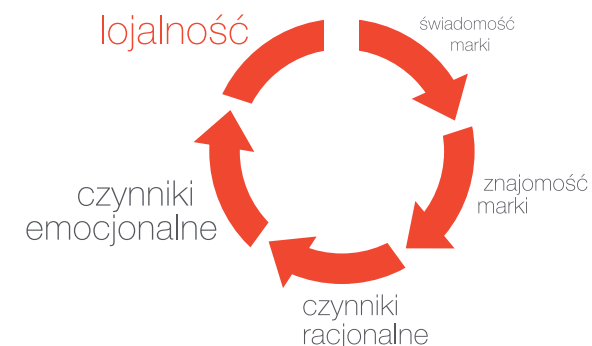 lojalność
świadomość
marki
znajomość
marki
czynniki
racjonalne
czynniki
emocjonalne